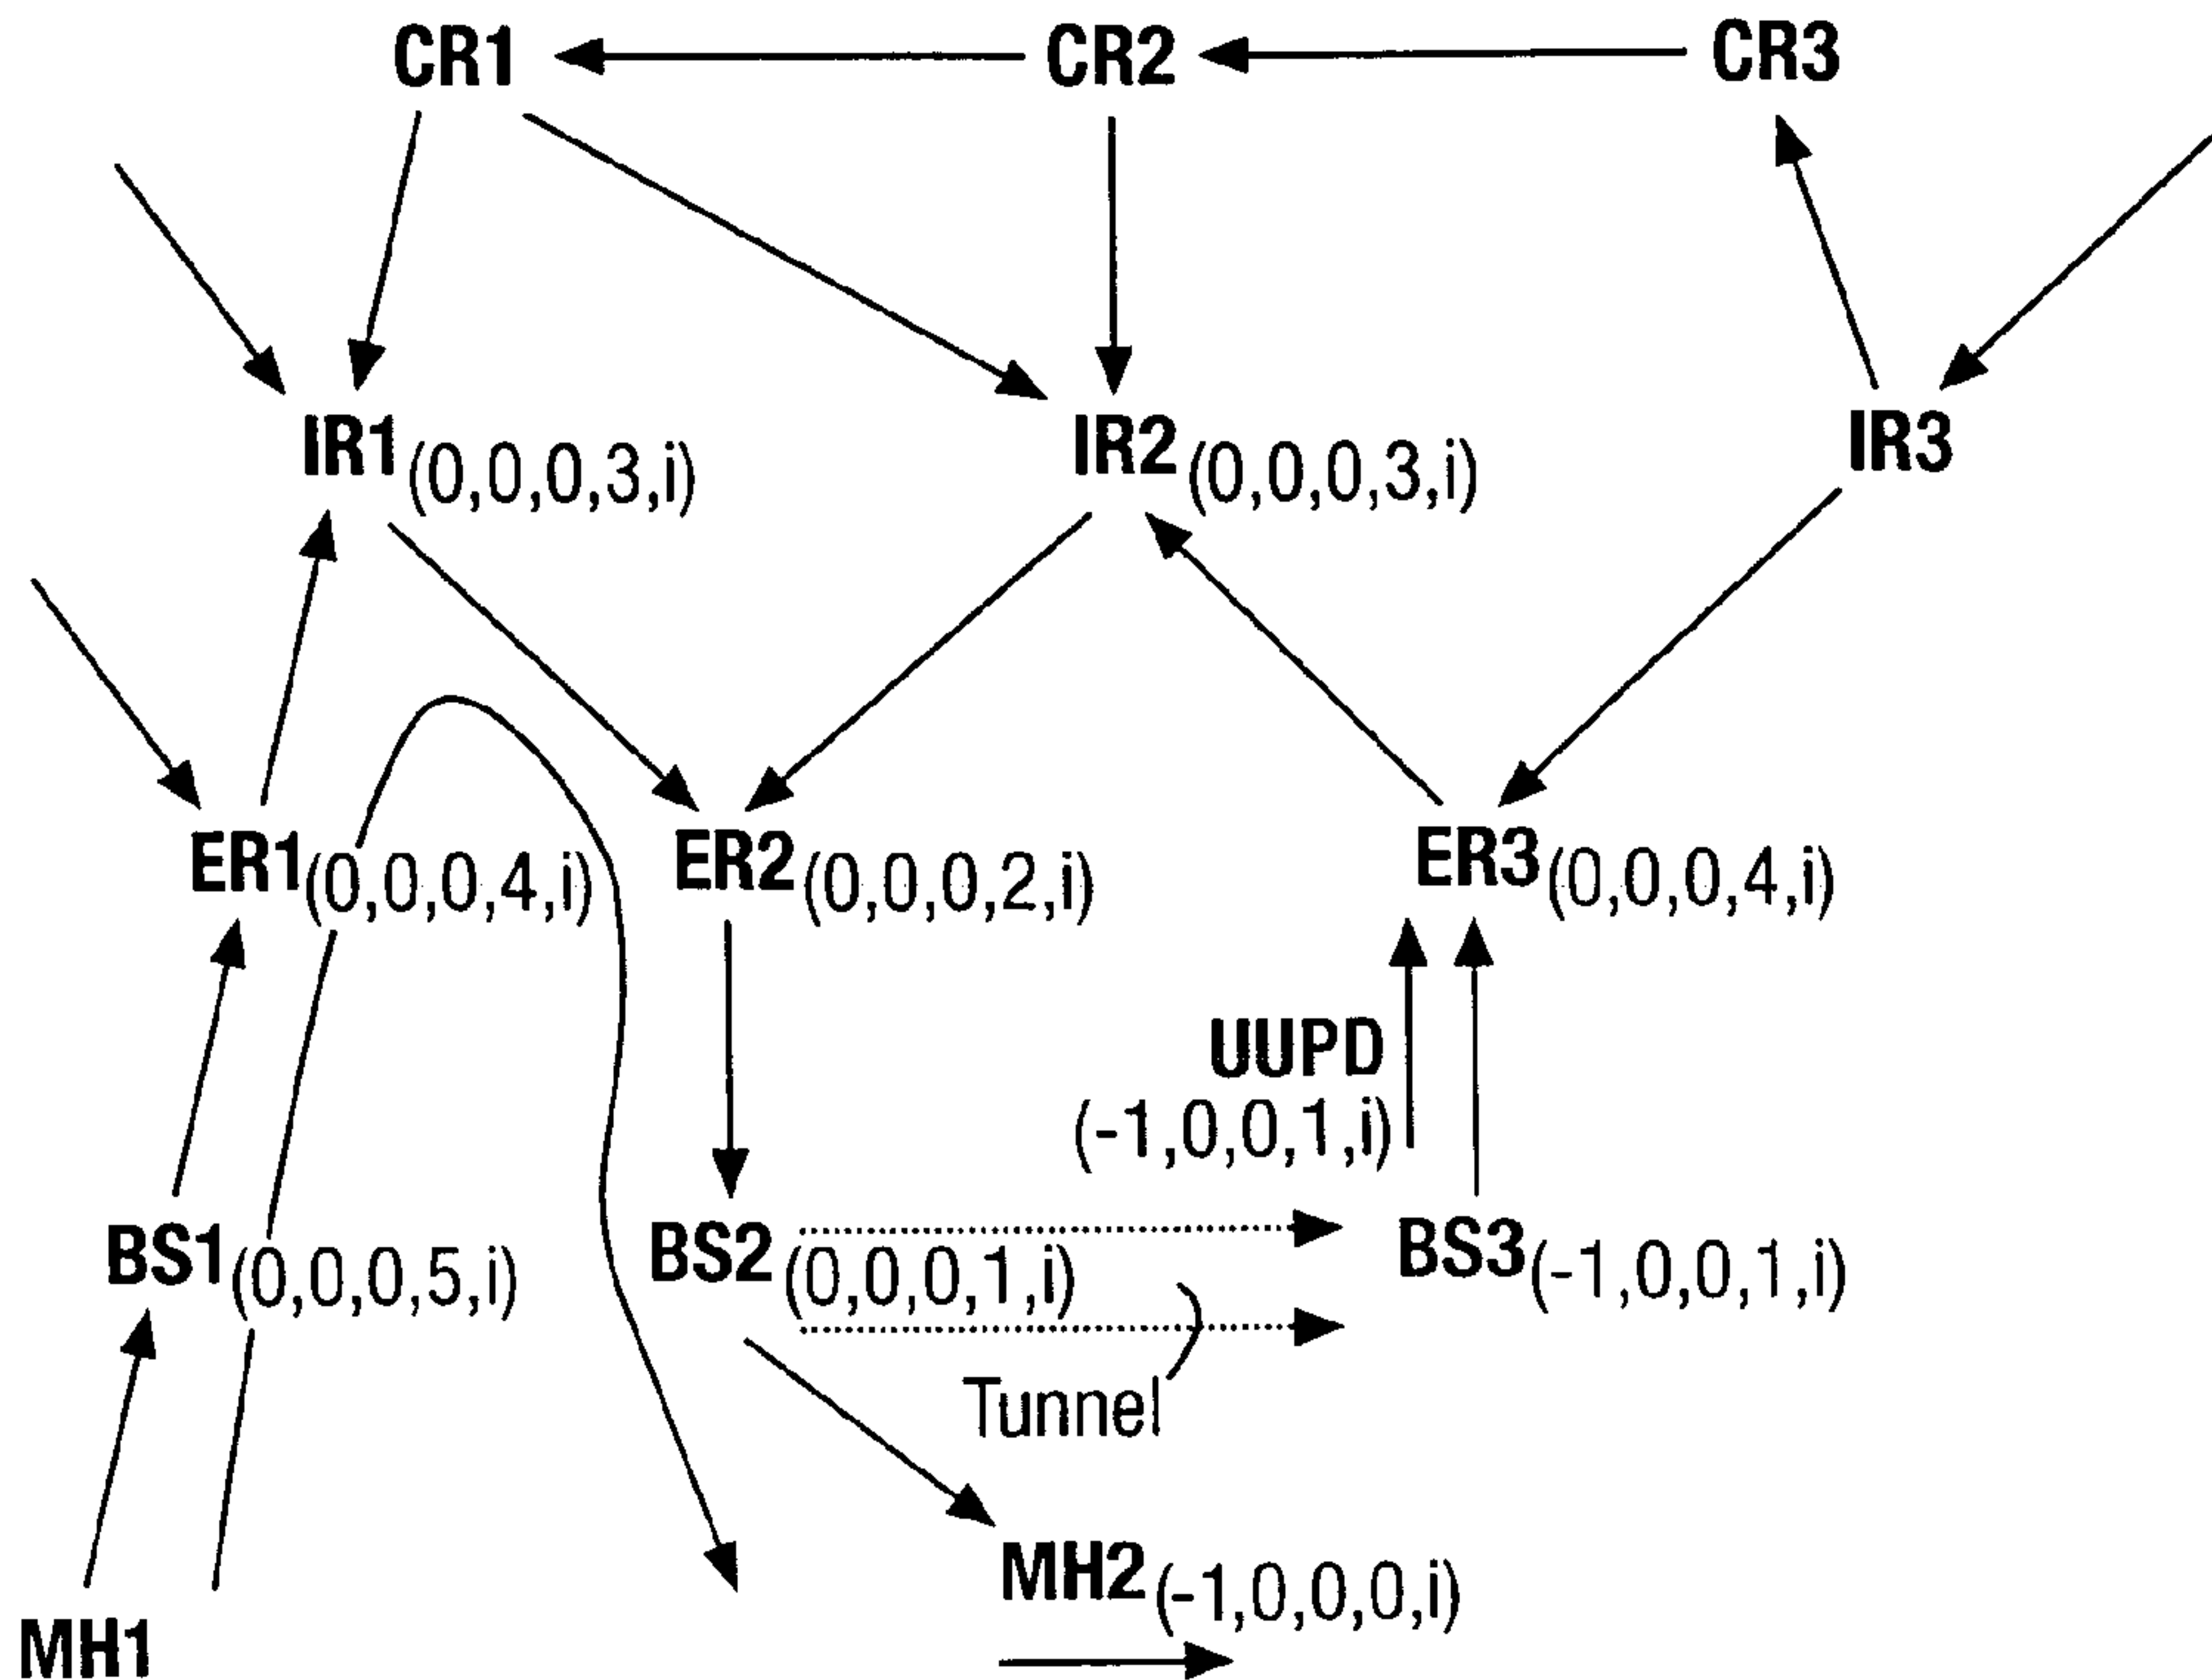 CR1 CR2 CR3
IR1(0,0,0,3,i) IR2(0,0,0,3,i) IR3
ER1(0,0,0,4,i) ER2(0,0,0,2,i) ER3(0,0,0,4,i)
UUPD
(-1,0,0,1,i)
BS1(0,0,0,5,i) BS2(0,0,0,1,i) BS3(-1,0,0,1,i)
Tunnel
MH2(-1,0,0,0,i)
MH1